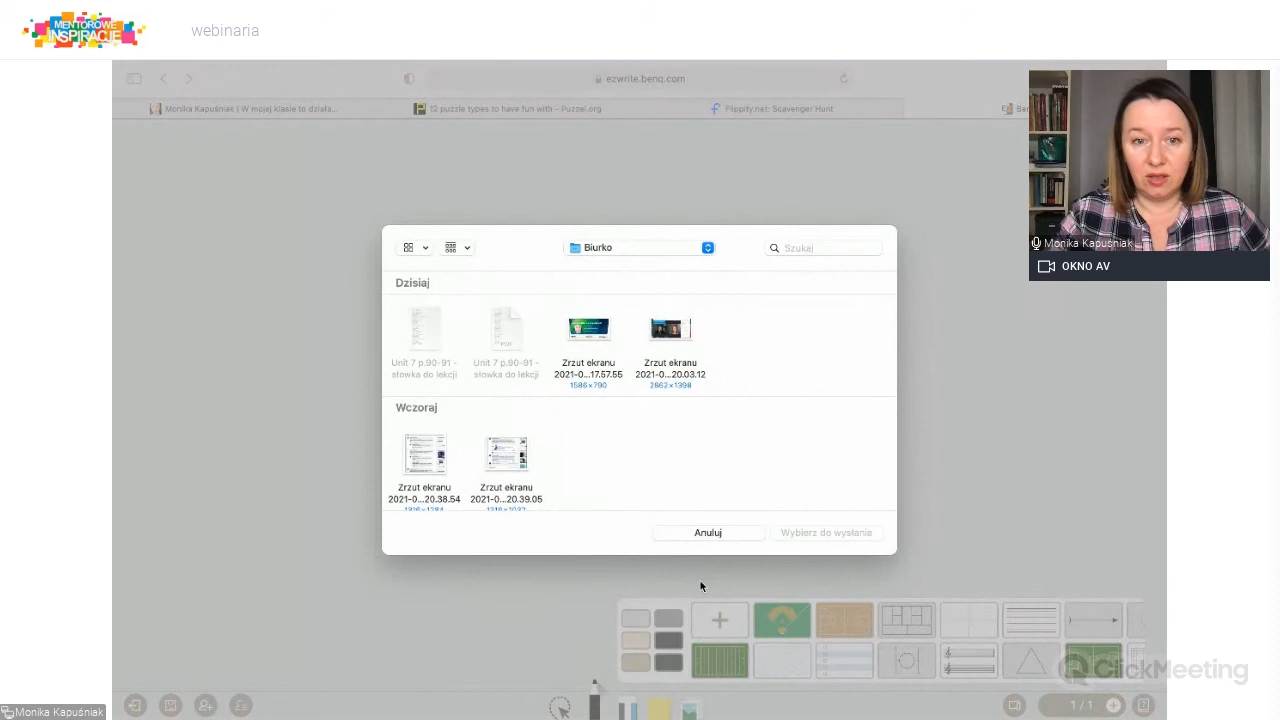 MENTOROWE
INSPIRACJE
webinaria
ezwrite.benq.com
Monika Kapuśniak | W mojej klasie to działa...
12 puzzle types to have fun with - Puzzel.org
Flippity.net: Scavenger Hunt
Ben
Biurko
Szukaj
Dzisiaj
Unit 7 p.90-91 -
słowka do lekcji
PDF
Unit 7 p.90-91 -
słowka do lekcji
Zrzut ekranu
2021-0...17.57.55
1586×790
Zrzut ekranu
2021-0...20.03.12
2862×1398
Wczoraj
Zrzut ekranu
2021-0...20.38.54
Zrzut ekranu
2021-0...20.39.05
Anuluj
Wybierz do wysłania
Monika Kapuśniak
OKNO AV
ClickMeeting
1 / 1
Monika Kapuśniak